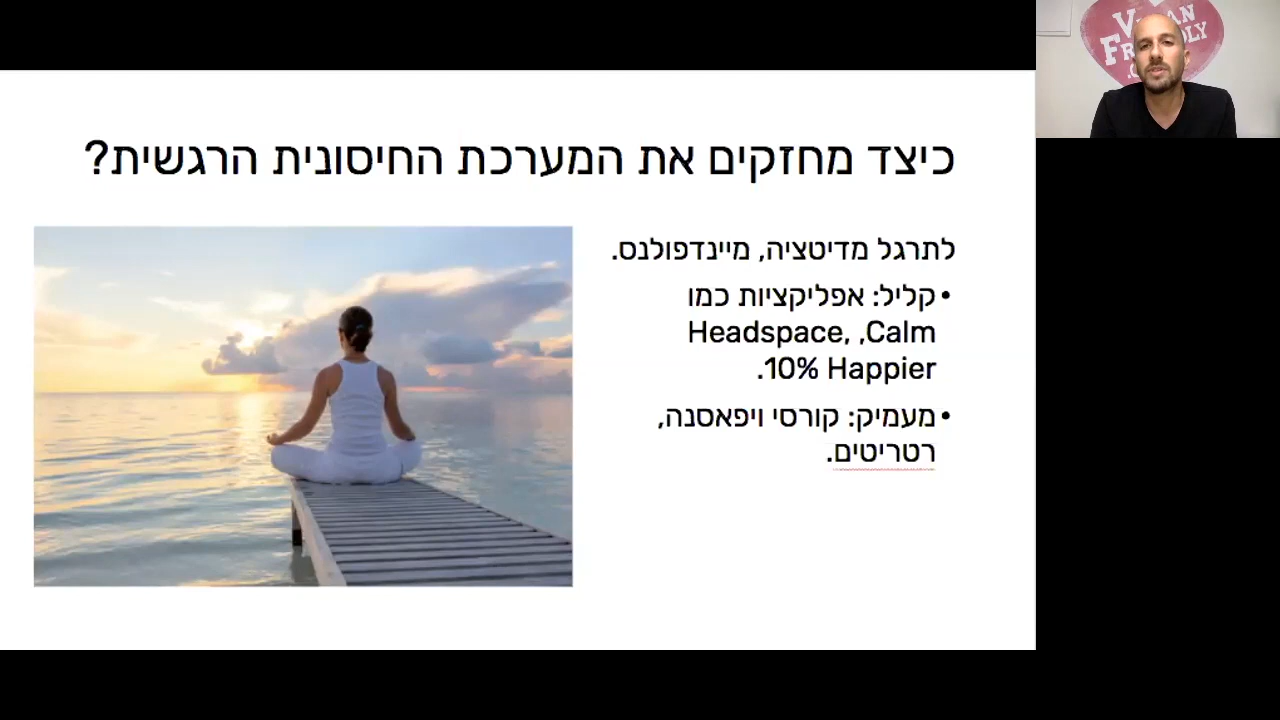 כיצד מחזקים את המערכת החיסונית הרגשית?
לתרגל מדיטציה, מיינדפולנס.
• קליל: אפליקציות כמו
Headspace, ,Calm
.10% Happier
• מעמיק: קורסי ויפאסנה,
רטריטים.